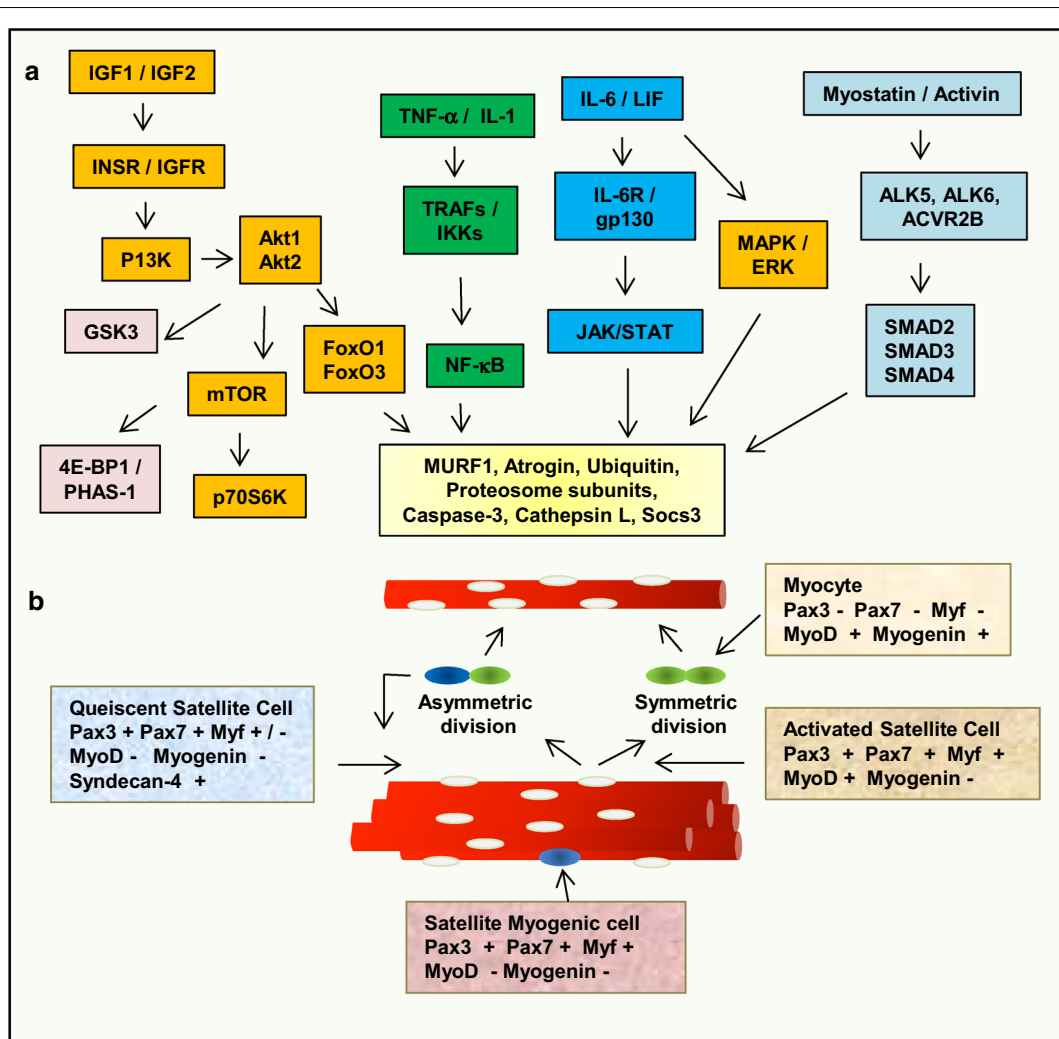 a
IGF1 / IGF2
INSR / IGFR
P13K
Akt1
Akt2
GSK3
mTOR
FoxO1
FoxO3
4E-BP1 /
PHAS-1
p70S6K
TNF-α / IL-1
TRAFs /
IKKs
NF-κB
IL-6 / LIF
IL-6R /
gp130
JAK/STAT
MAPK /
ERK
Myostatin / Activin
ALK5, ALK6,
ACVR2B
SMAD2
SMAD3
SMAD4
MURF1, Atrogin, Ubiquitin,
Proteosome subunits,
Caspase-3, Cathepsin L, Socs3
b
Myocyte
Pax3 - Pax7 - Myf -
MyoD + Myogenin +
Asymmetric
division
Symmetric
division
Queiscent Satellite Cell
Pax3 + Pax7 + Myf + / -
MyoD - Myogenin -
Syndecan-4 +
Activated Satellite Cell
Pax3 + Pax7 + Myf +
MyoD + Myogenin -
Satellite Myogenic cell
Pax3 + Pax7 + Myf +
MyoD - Myogenin -